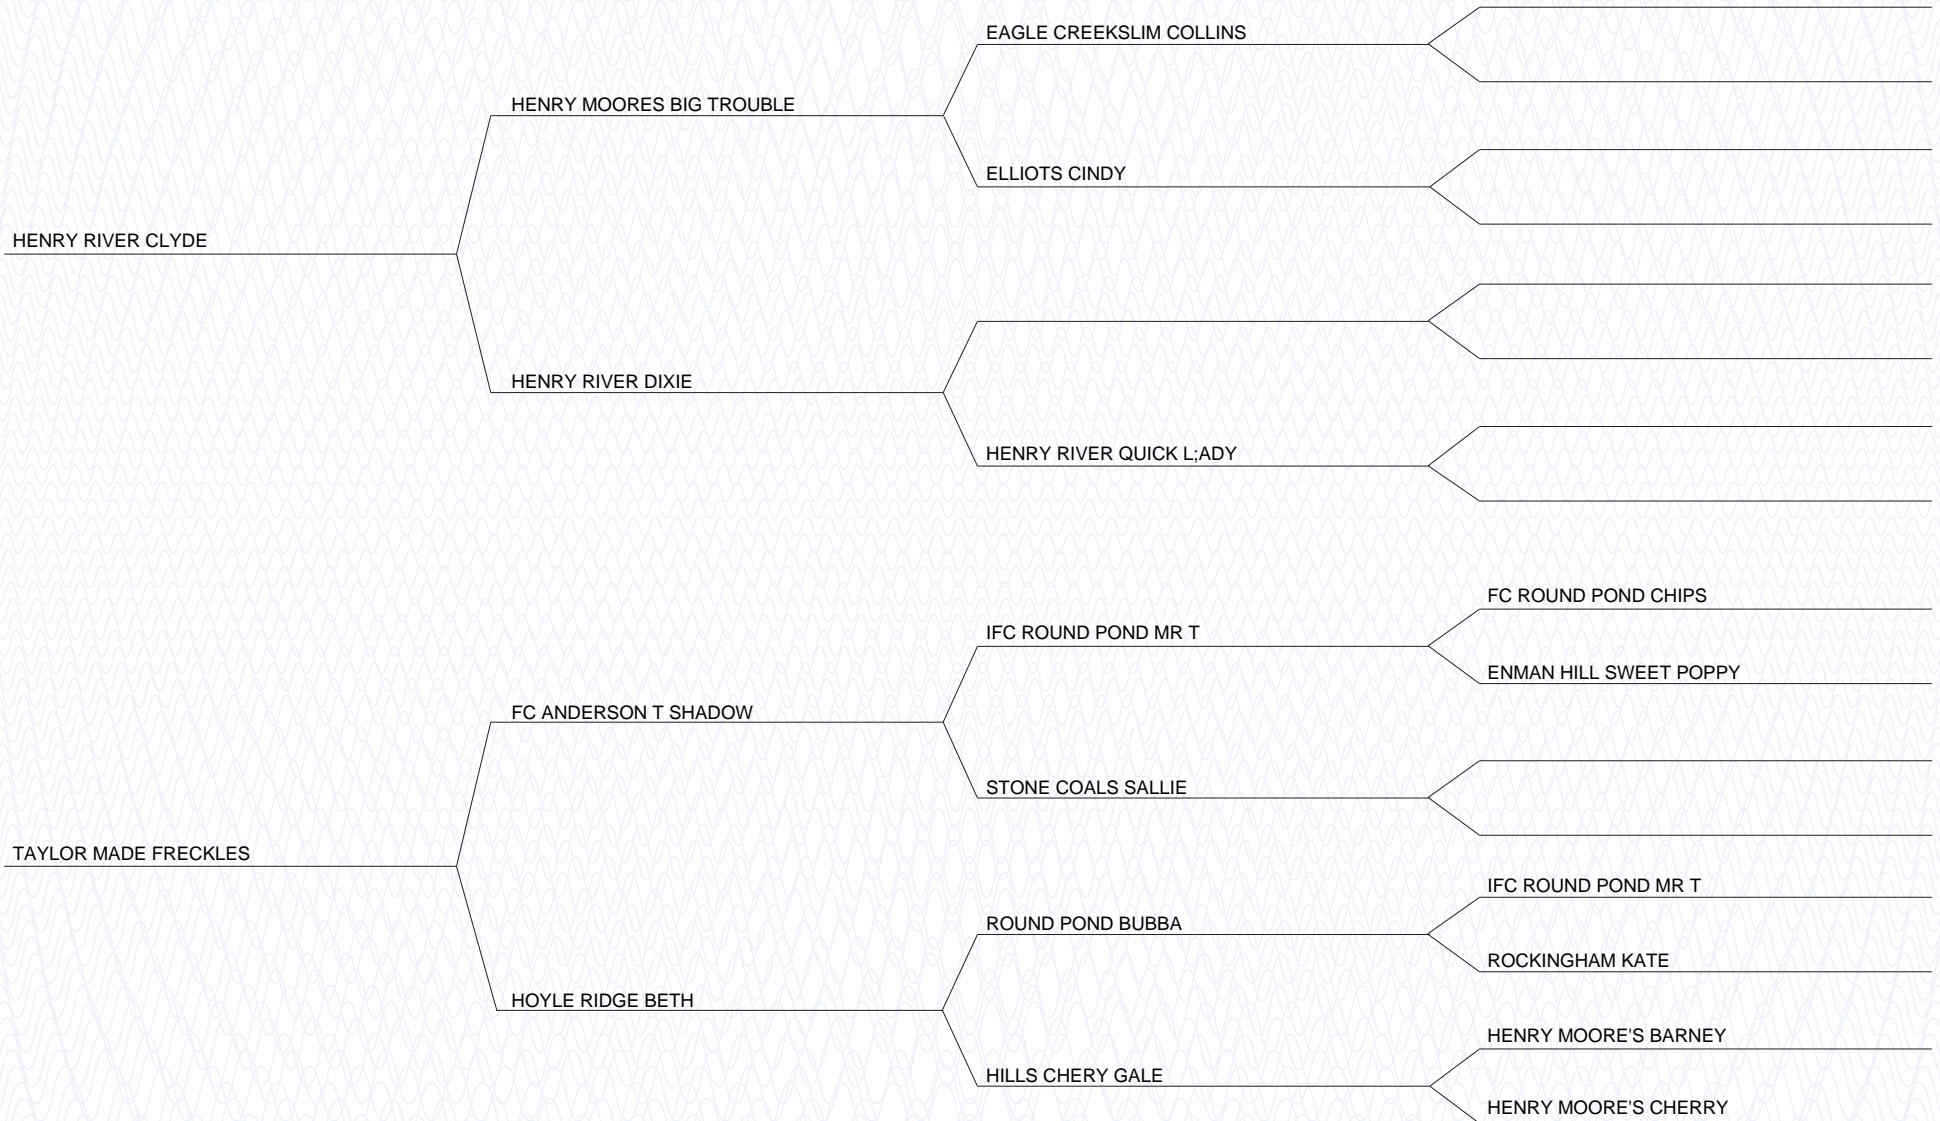 EAGLE CREEKSLIM COLLINS
HENRY MOORES BIG TROUBLE
ELLIOTS CINDY
HENRY RIVER CLYDE
HENRY RIVER DIXIE
HENRY RIVER QUICK L;ADY
FC ROUND POND CHIPS
IFC ROUND POND MR T
ENMAN HILL SWEET POPPY
FC ANDERSON T SHADOW
STONE COALS SALLIE
TAYLOR MADE FRECKLES
IFC ROUND POND MR T
ROUND POND BUBBA
ROCKINGHAM KATE
HOYLE RIDGE BETH
HENRY MOORE'S BARNEY
HILLS CHERY GALE
HENRY MOORE'S CHERRY